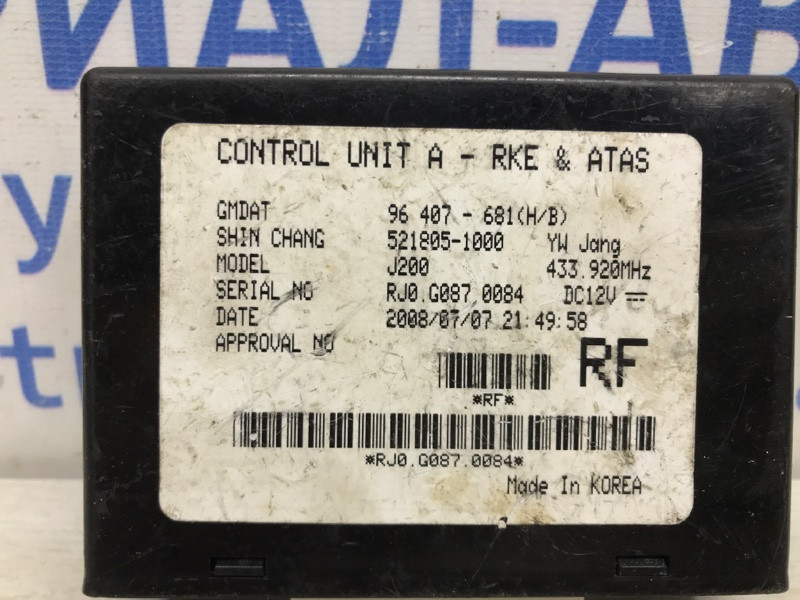 РИАЛ-АВ
CONTROL UNIT A - RKE & ATAS
GMDAT 96 407 - 681(H/B)
SHIN CHANG 521805-1000 YW Jang
MODEL J200 433.920MHz
SERIAL NO RJ0.G087.0084 DC12V
DATE 2008/07/07 21:49:58
APPROVAL NO
RF
*RF*
*RJ0.G087.0084*
Made In KOREA